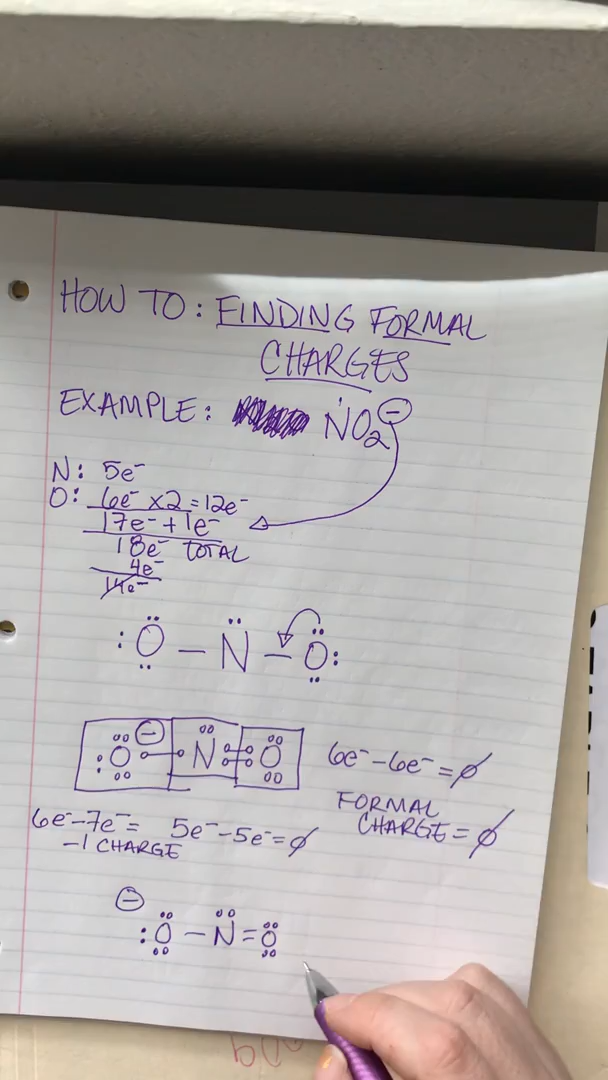 HOW TO: FINDING FORMAL
CHARGES
EXAMPLE: NO2⊖
N: 5e⁻
O: 6e⁻ x2 = 12e⁻
17e⁻ + 1e⁻
18e⁻ TOTAL
4e⁻
14e⁻
:O – N – O:
:O⊖ – N = O
6e⁻ – 6e⁻ = ∅
FORMAL
CHARGE = ∅
6e⁻ – 7e⁻ =
–1 CHARGE
5e⁻ – 5e⁻ = ∅
⊖
:O – N = O